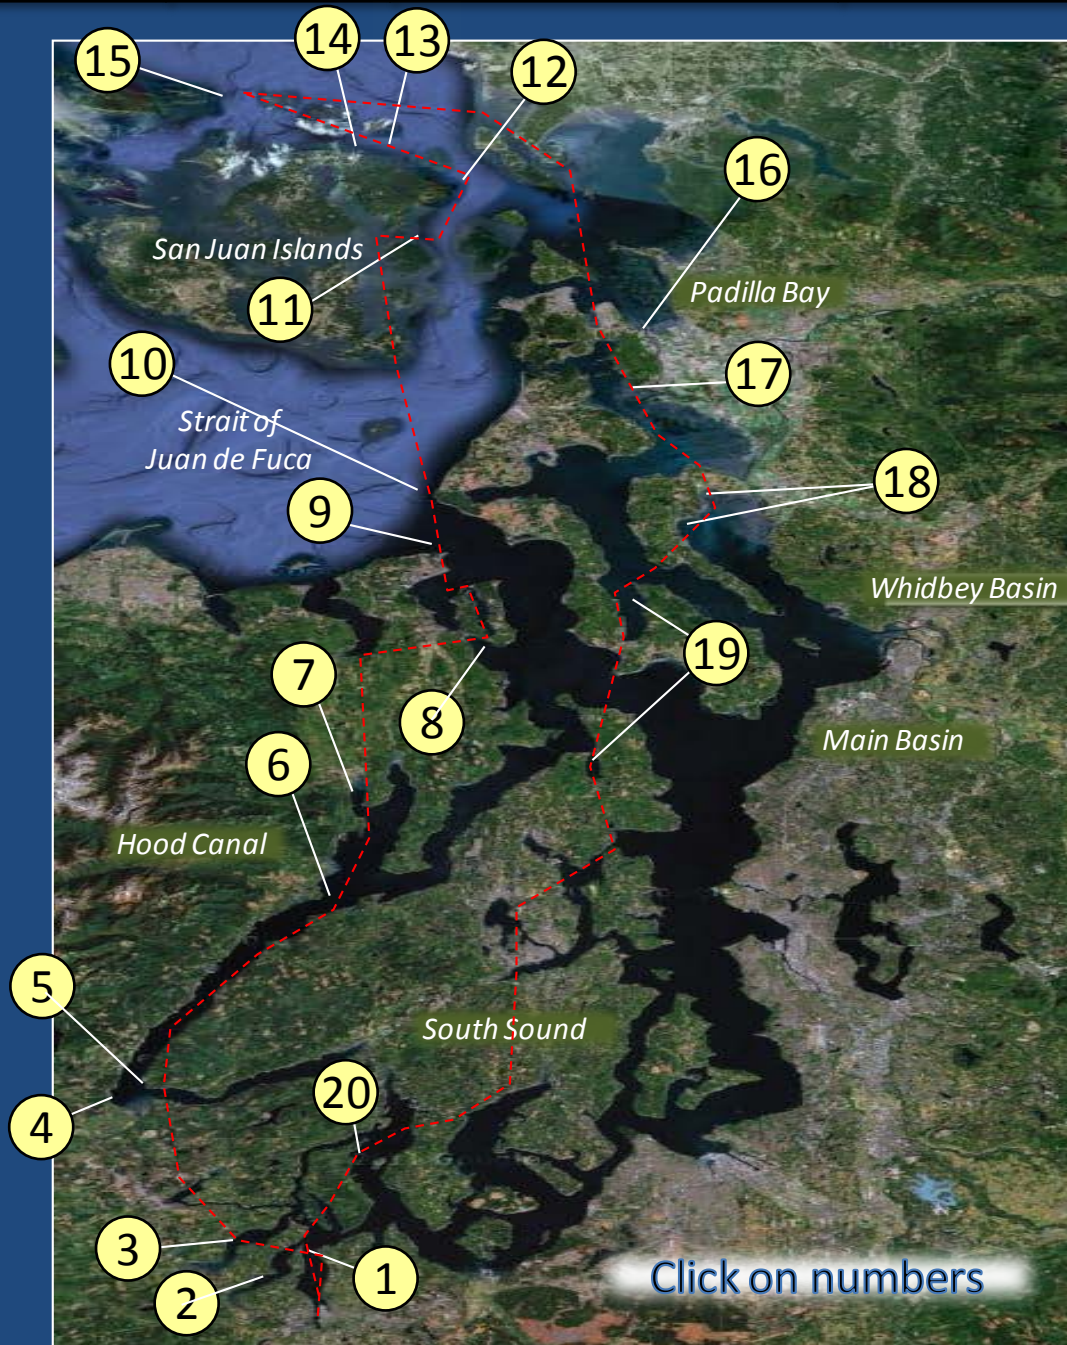 15
14
13
12
16
San Juan Islands
11
Padilla Bay
10
17
Strait of
Juan de Fuca
18
9
Whidbey Basin
7
19
8
6
Main Basin
Hood Canal
5
South Sound
20
4
3
1
2
Click on numbers